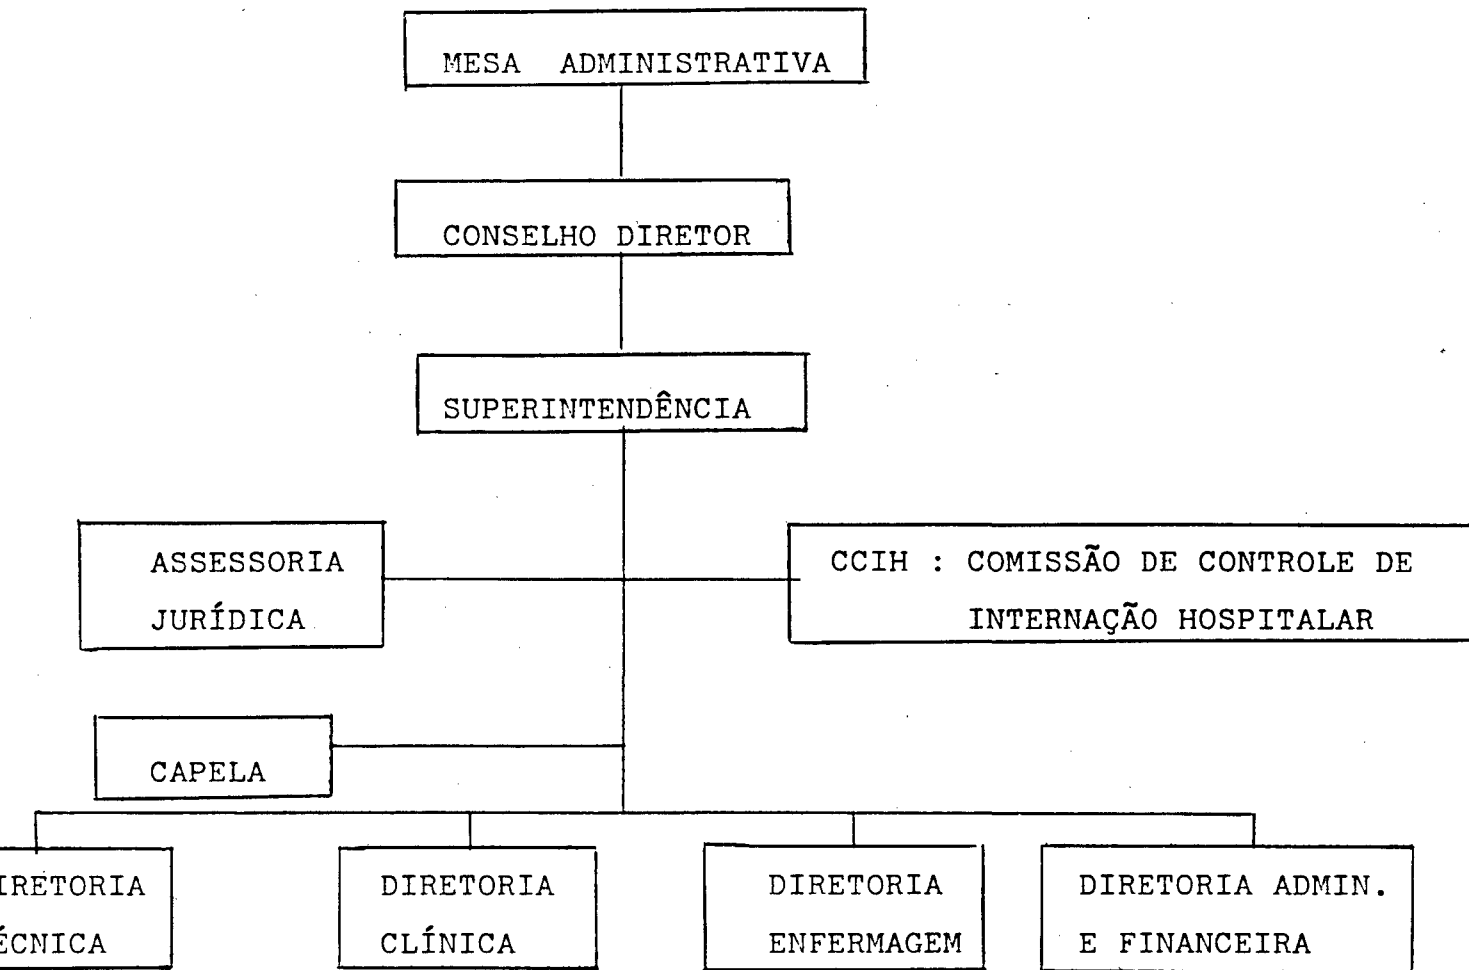 MESA ADMINISTRATIVA
CONSELHO DIRETOR
SUPERINTENDÊNCIA
ASSESSORIA
JURÍDICA
CCIH : COMISSÃO DE CONTROLE DE
INTERNAÇÃO HOSPITALAR
CAPELA
IRETORIA
ÉCNICA
DIRETORIA
CLÍNICA
DIRETORIA
ENFERMAGEM
DIRETORIA ADMIN.
E FINANCEIRA